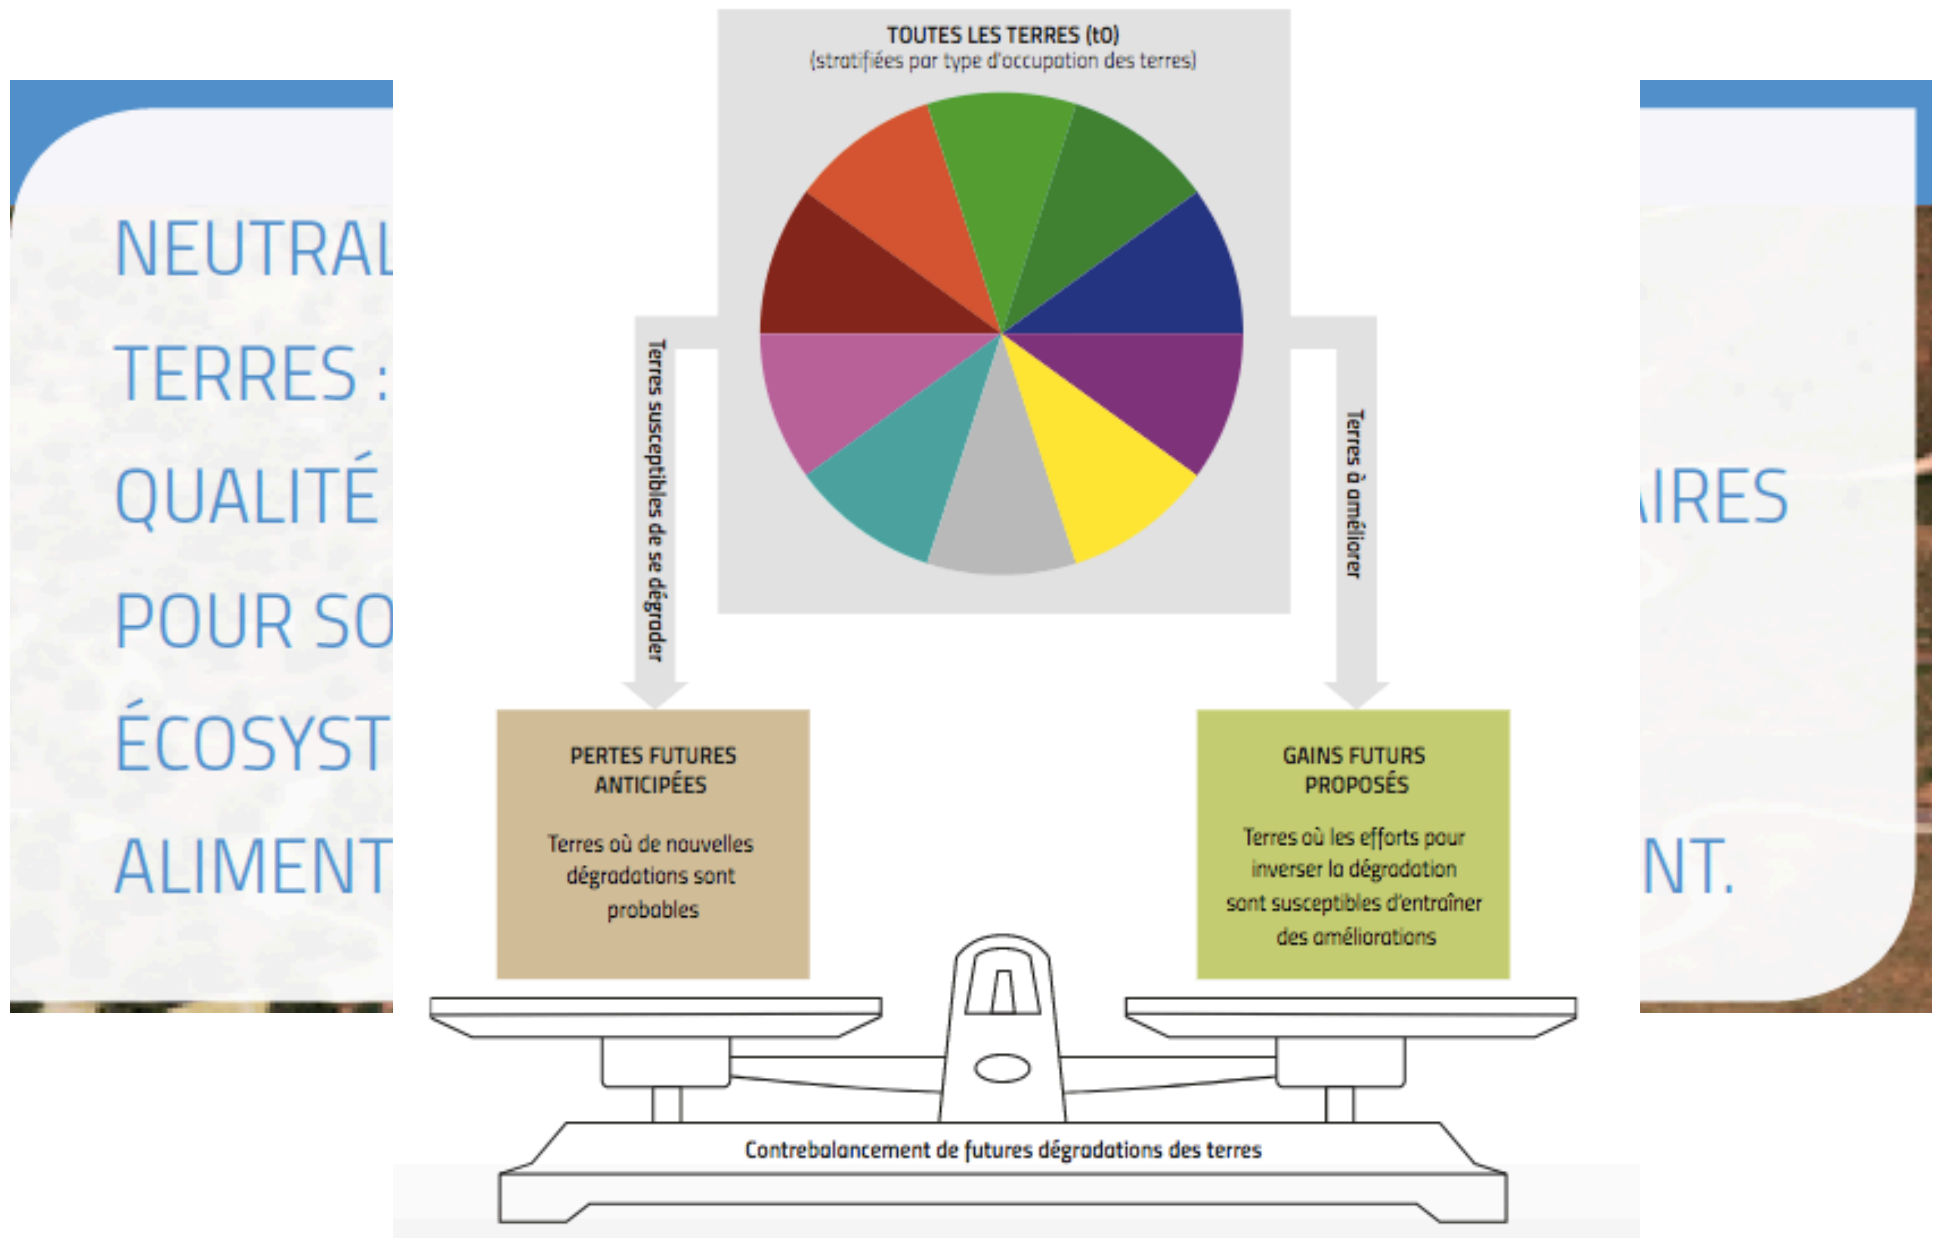 TOUTES LES TERRES (t0)
(stratifiées par type d'occupation des terres)
NEUTRAL
TERRES :
QUALITÉ
AIRES
POUR SO
ÉCOSYST
ALIMENT
NT.
Terres susceptibles de se dégrader
Terres à améliorer
PERTES FUTURES
ANTICIPÉES
Terres où de nouvelles
dégradations sont
probables
GAINS FUTURS
PROPOSÉS
Terres où les efforts pour
inverser la dégradation
sont susceptibles d'entraîner
des améliorations
Contrebalancement de futures dégradations des terres